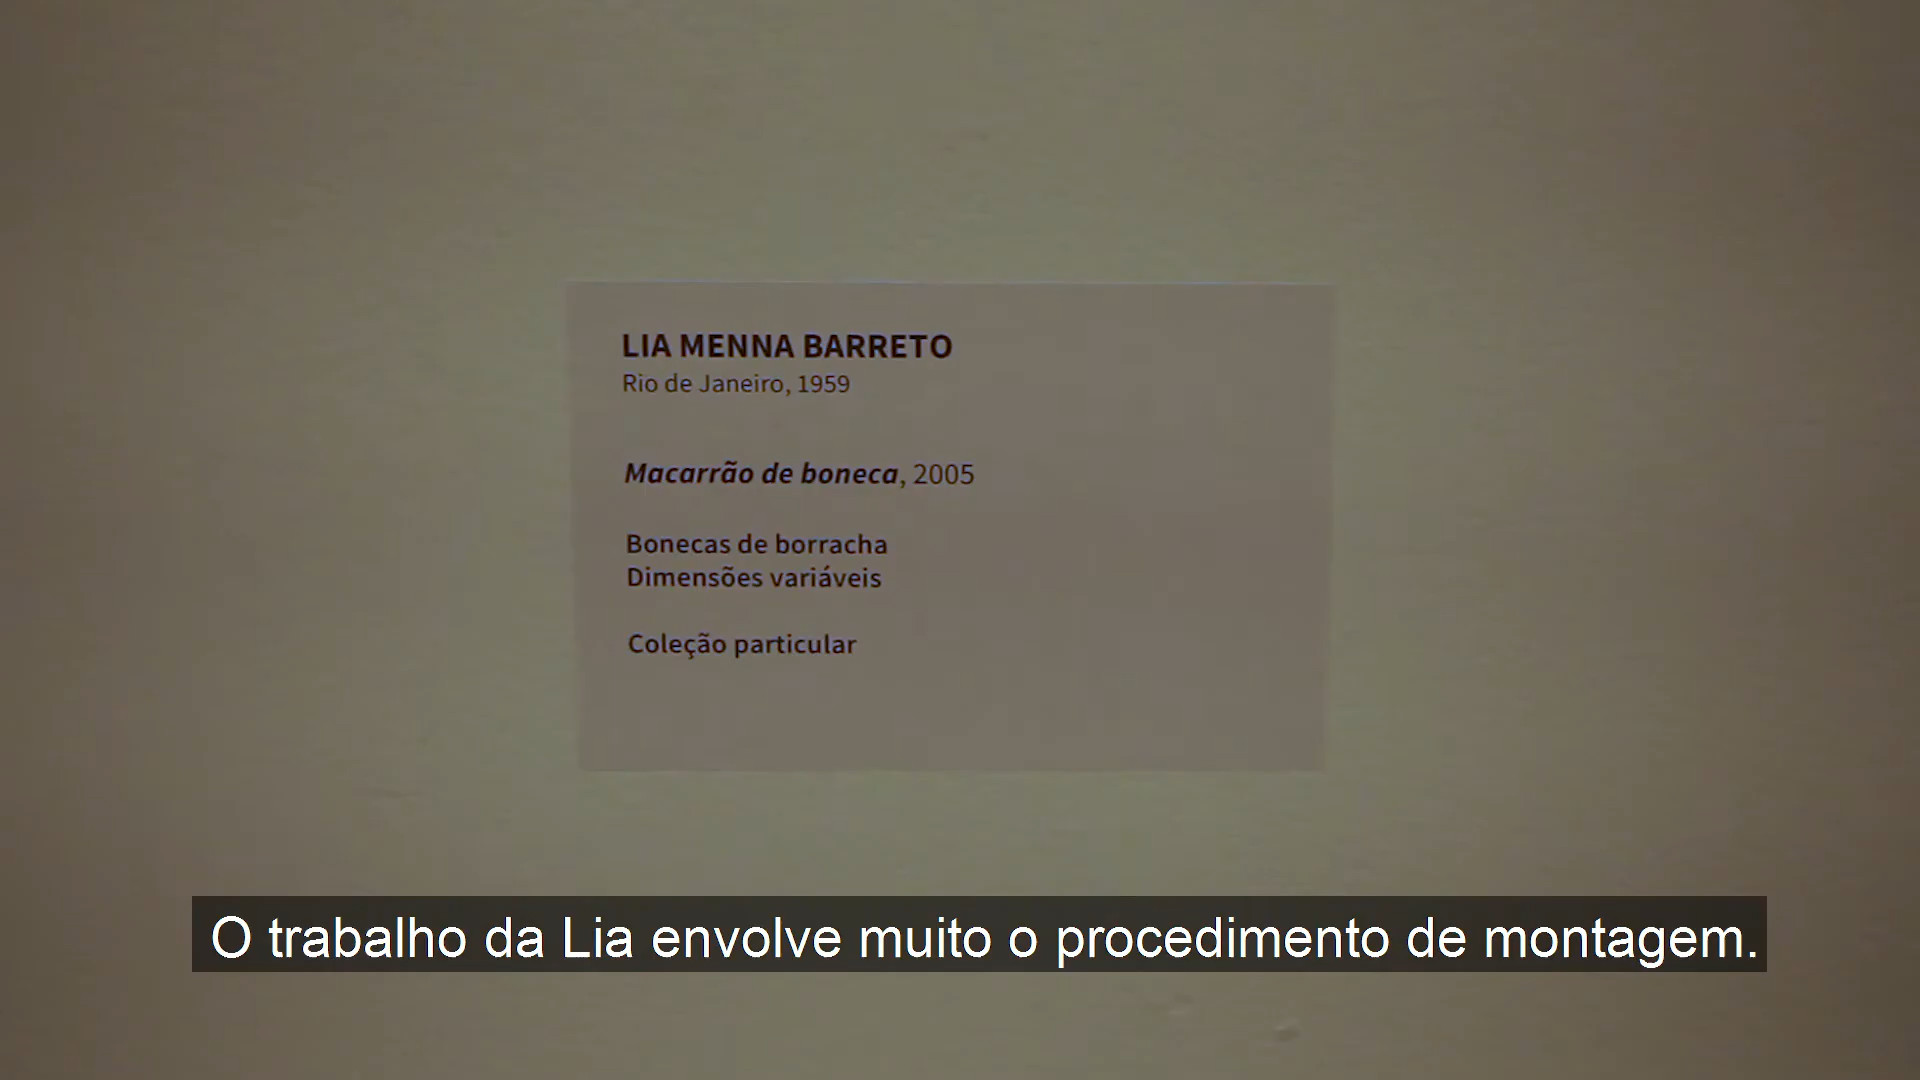 LIA MENNA BARRETO
Rio de Janeiro, 1959
Macarrão de boneca, 2005
Bonecas de borracha
Dimensões variáveis
Coleção particular
O trabalho da Lia envolve muito o procedimento de montagem.